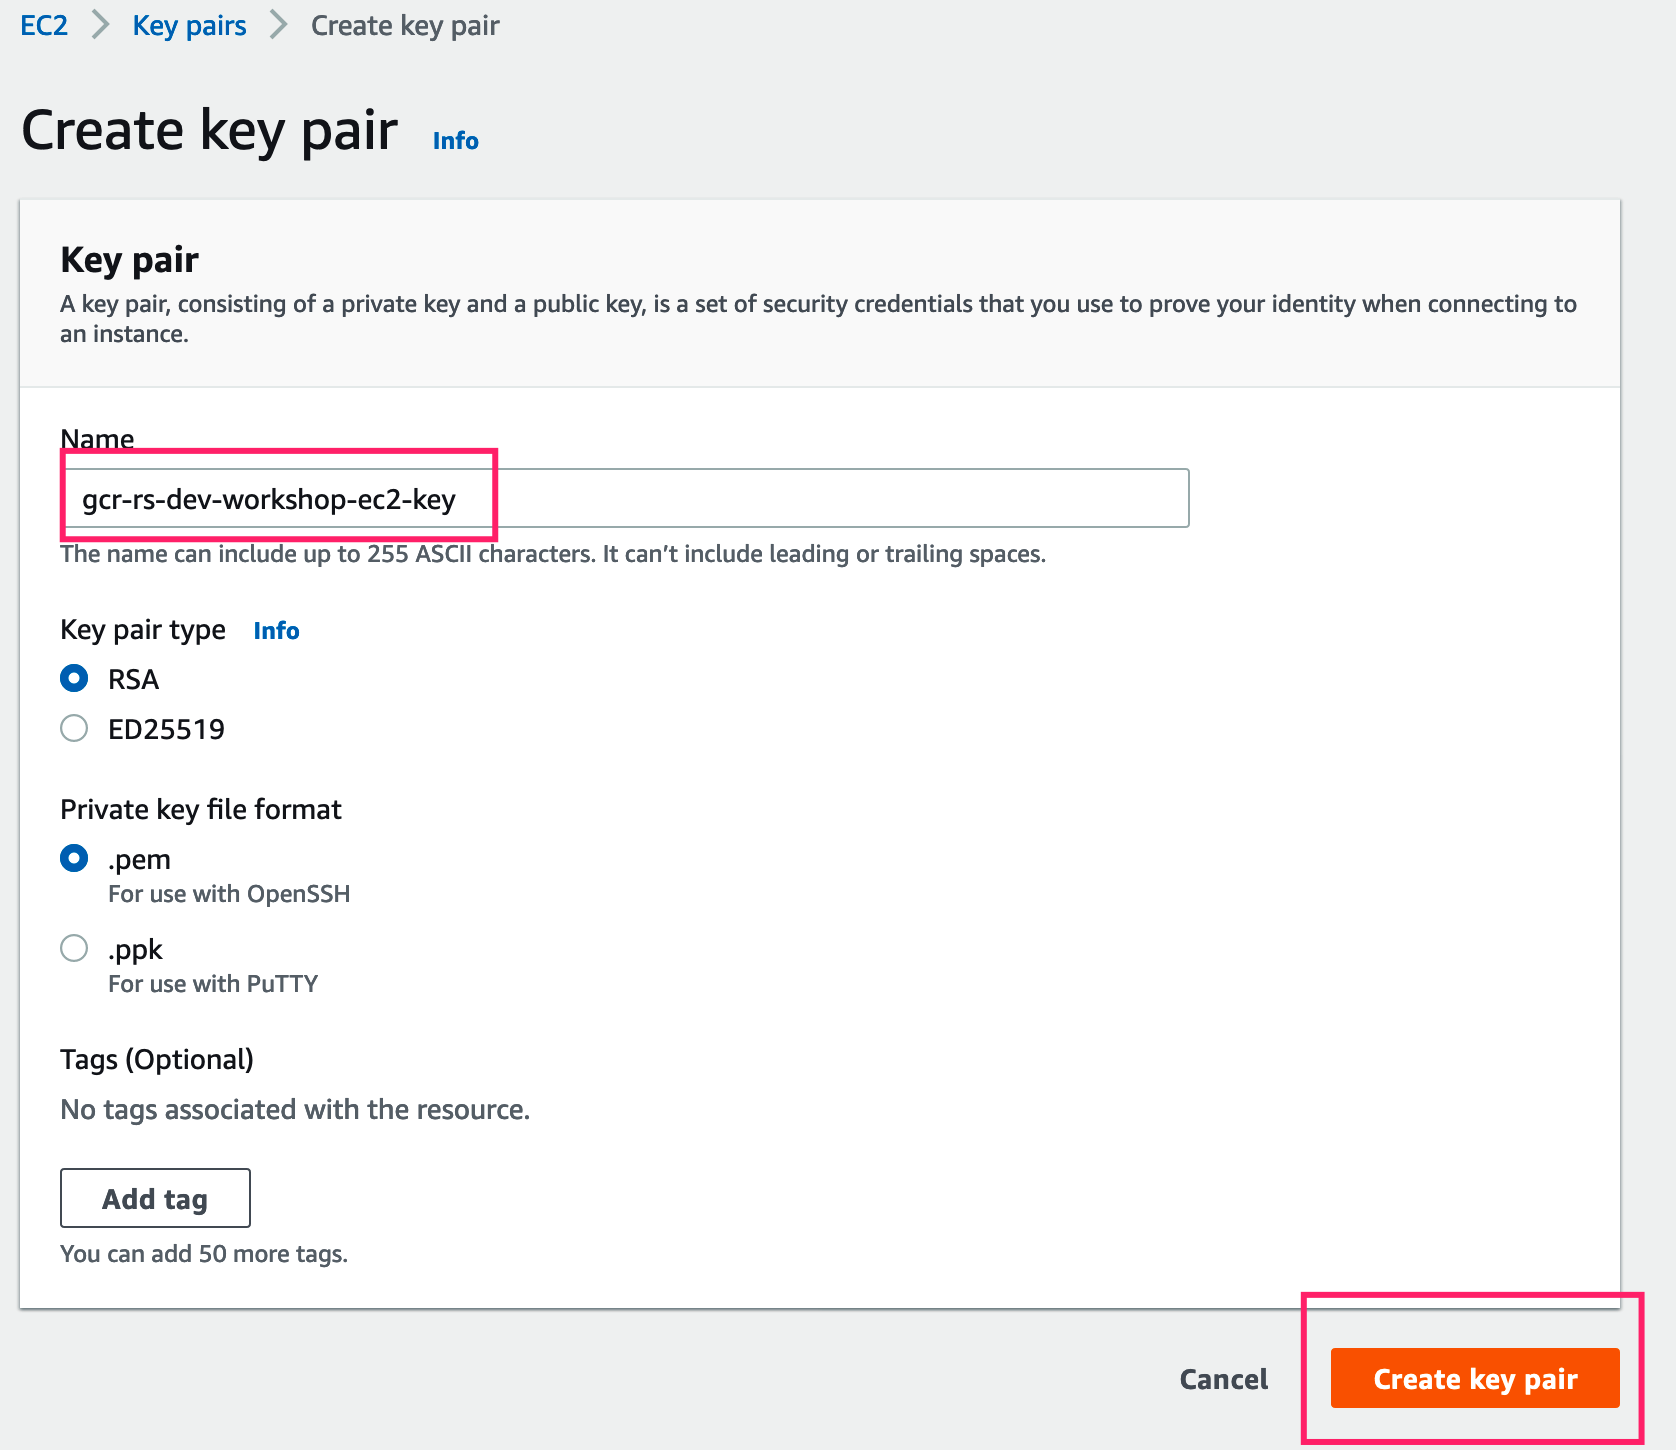 EC2 Key pairs Create key pair
Create key pair Info
Key pair
A key pair, consisting of a private key and a public key, is a set of security credentials that you use to prove your identity when connecting to
an instance.
Name
gcr-rs-dev-workshop-ec2-key
The name can include up to 255 ASCII characters. It can’t include leading or trailing spaces.
Key pair type Info
RSA
ED25519
Private key file format
.pem
For use with OpenSSH
.ppk
For use with PuTTY
Tags (Optional)
No tags associated with the resource.
Add tag
You can add 50 more tags.
Cancel Create key pair